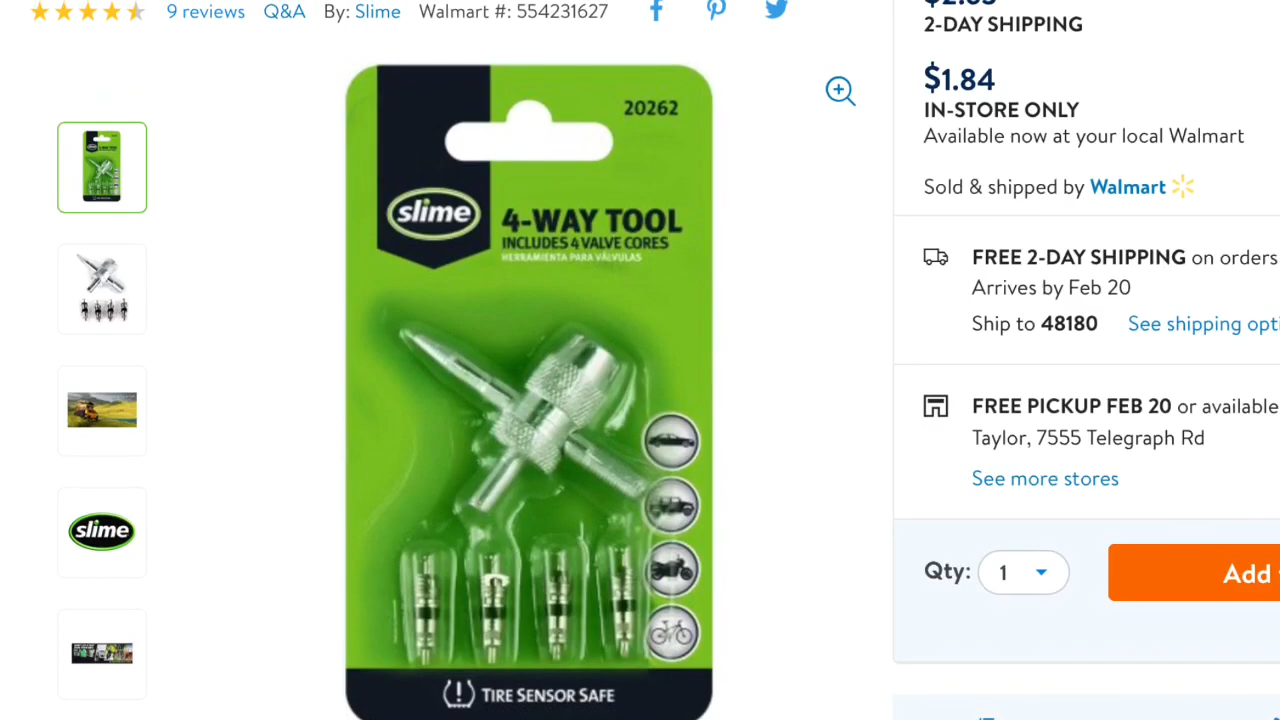 9 reviews Q&A By: Slime Walmart #: 554231627
2-DAY SHIPPING
$1.84
IN-STORE ONLY
Available now at your local Walmart
Sold & shipped by Walmart
FREE 2-DAY SHIPPING on orders
Arrives by Feb 20
Ship to 48180 See shipping opti
FREE PICKUP FEB 20 or available
Taylor, 7555 Telegraph Rd
See more stores
Qty: 1 Add
20262
slime
4-WAY TOOL
INCLUDES 4 VALVE CORES
HERRAMIENTA PARA VÁLVULAS
TIRE SENSOR SAFE
slime